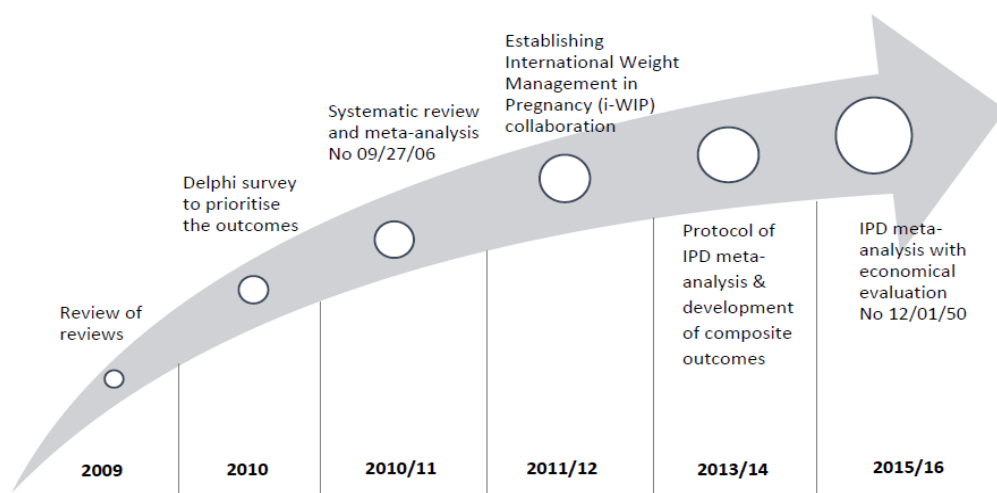 Review of
reviews
Delphi survey
to prioritise
the outcomes
Systematic review
and meta-analysis
No 09/27/06
Establishing
International Weight
Management in
Pregnancy (i-WIP)
collaboration
Protocol of
IPD meta-
analysis &
development
of composite
outcomes
IPD meta-
analysis with
economical
evaluation
No 12/01/50
2009
2010
2010/11
2011/12
2013/14
2015/16